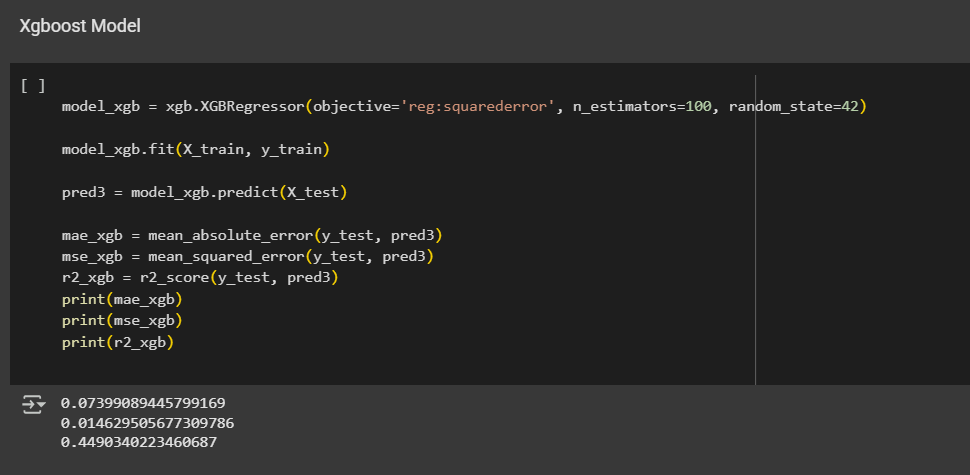 Xgboost Model
[ ]
model_xgb = xgb.XGBRegressor(objective='reg:squarederror', n_estimators=100, random_state=42)
model_xgb.fit(X_train, y_train)
pred3 = model_xgb.predict(X_test)
mae_xgb = mean_absolute_error(y_test, pred3)
mse_xgb = mean_squared_error(y_test, pred3)
r2_xgb = r2_score(y_test, pred3)
print(mae_xgb)
print(mse_xgb)
print(r2_xgb)
0.07399089445799169
0.014629505677309786
0.4490340223460687